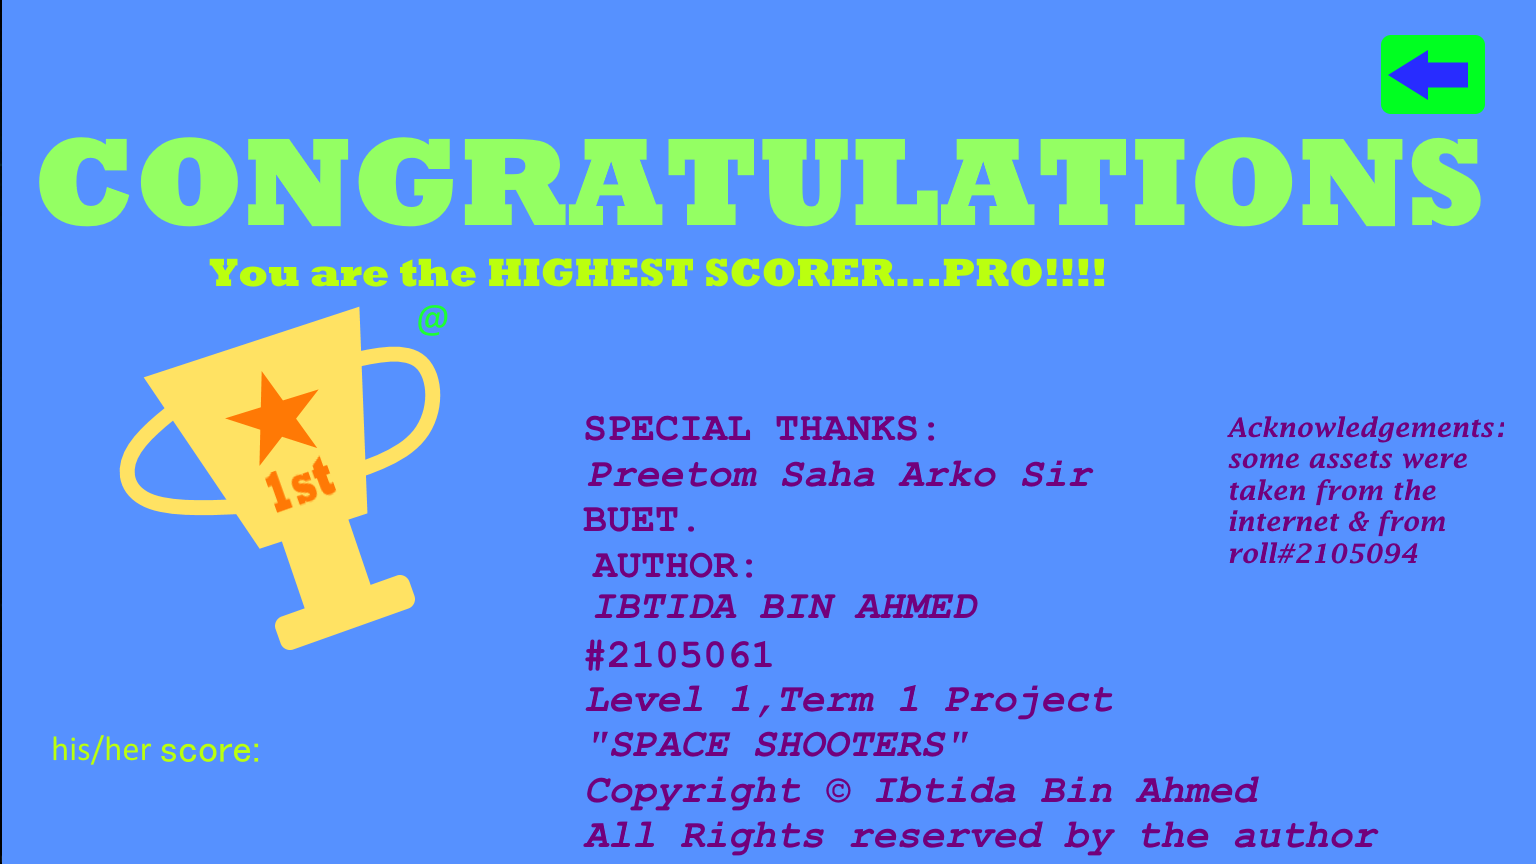 CONGRATULATIONS
You are the HIGHEST SCORER...PRO!!!!
@
1st
SPECIAL THANKS:
Preetom Saha Arko Sir
BUET.
AUTHOR:
IBTIDA BIN AHMED
#2105061
Level 1,Term 1 Project
"SPACE SHOOTERS"
Copyright © Ibtida Bin Ahmed
All Rights reserved by the author
Acknowledgements:
some assets were
taken from the
internet & from
roll#2105094
his/her score: